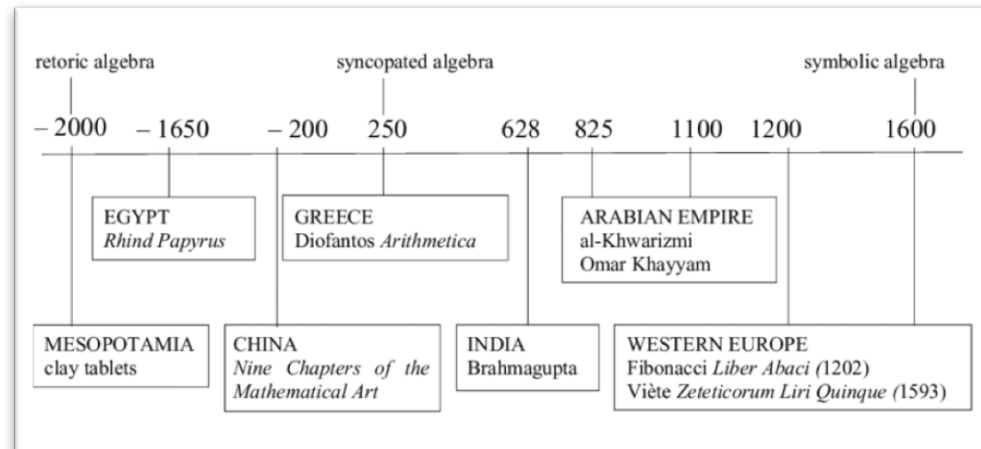 retoric algebra syncopated algebra symbolic algebra
– 2000 – 1650 – 200 250 628 825 1100 1200 1600
EGYPT
Rhind Papyrus
GREECE
Diofantos Arithmetica
ARABIAN EMPIRE
al-Khwarizmi
Omar Khayyam
MESOPOTAMIA
clay tablets
CHINA
Nine Chapters of the
Mathematical Art
INDIA
Brahmagupta
WESTERN EUROPE
Fibonacci Liber Abaci (1202)
Viète Zeteticorum Liri Quinque (1593)